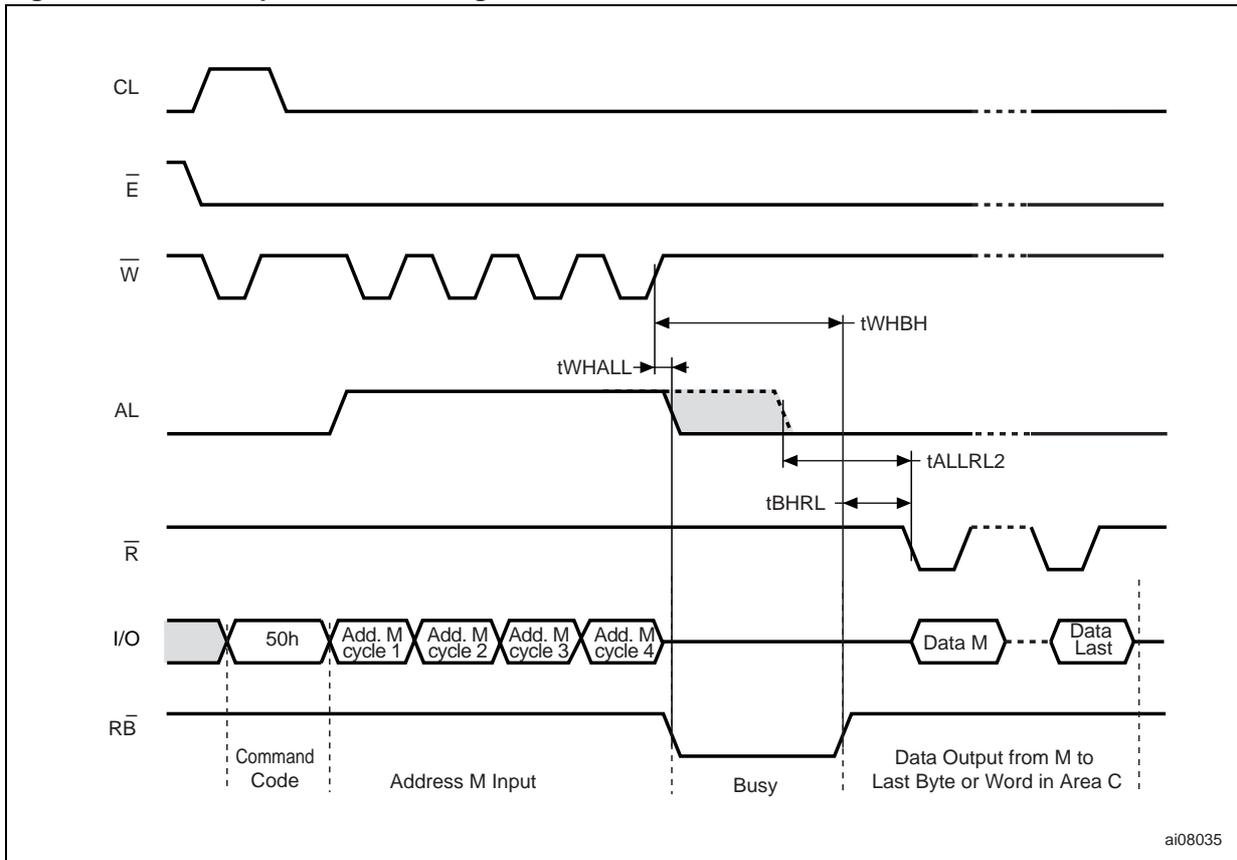 CL
E
W
tWHBH
tWHALL
AL
tALLRL2
tBHRL
R
I/O
50h
Add. M
cycle 1
Add. M
cycle 2
Add. M
cycle 3
Add. M
cycle 4
Data M
Data
Last
RB
Command
Code
Address M Input
Busy
Data Output from M to
Last Byte or Word in Area C
ai08035